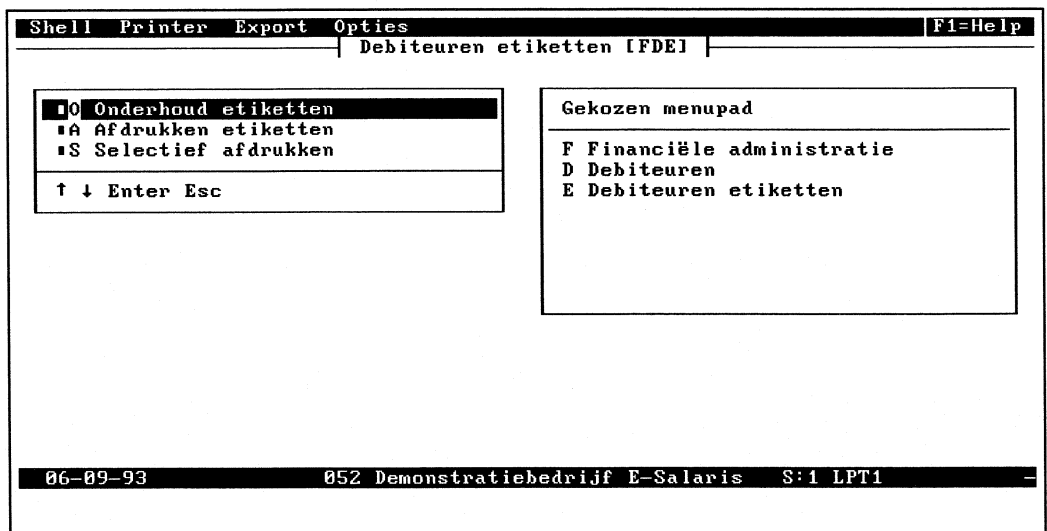 Shell Printer Export Opties F1=Help
Debiteuren etiketten [FDE]
O Onderhoud etiketten
A Afdrukken etiketten
S Selectief afdrukken
↑ ↓ Enter Esc
Gekozen menupad
F Financiële administratie
D Debiteuren
E Debiteuren etiketten
06-09-93 052 Demonstratiebedrijf E-Salaris S:1 LPT1